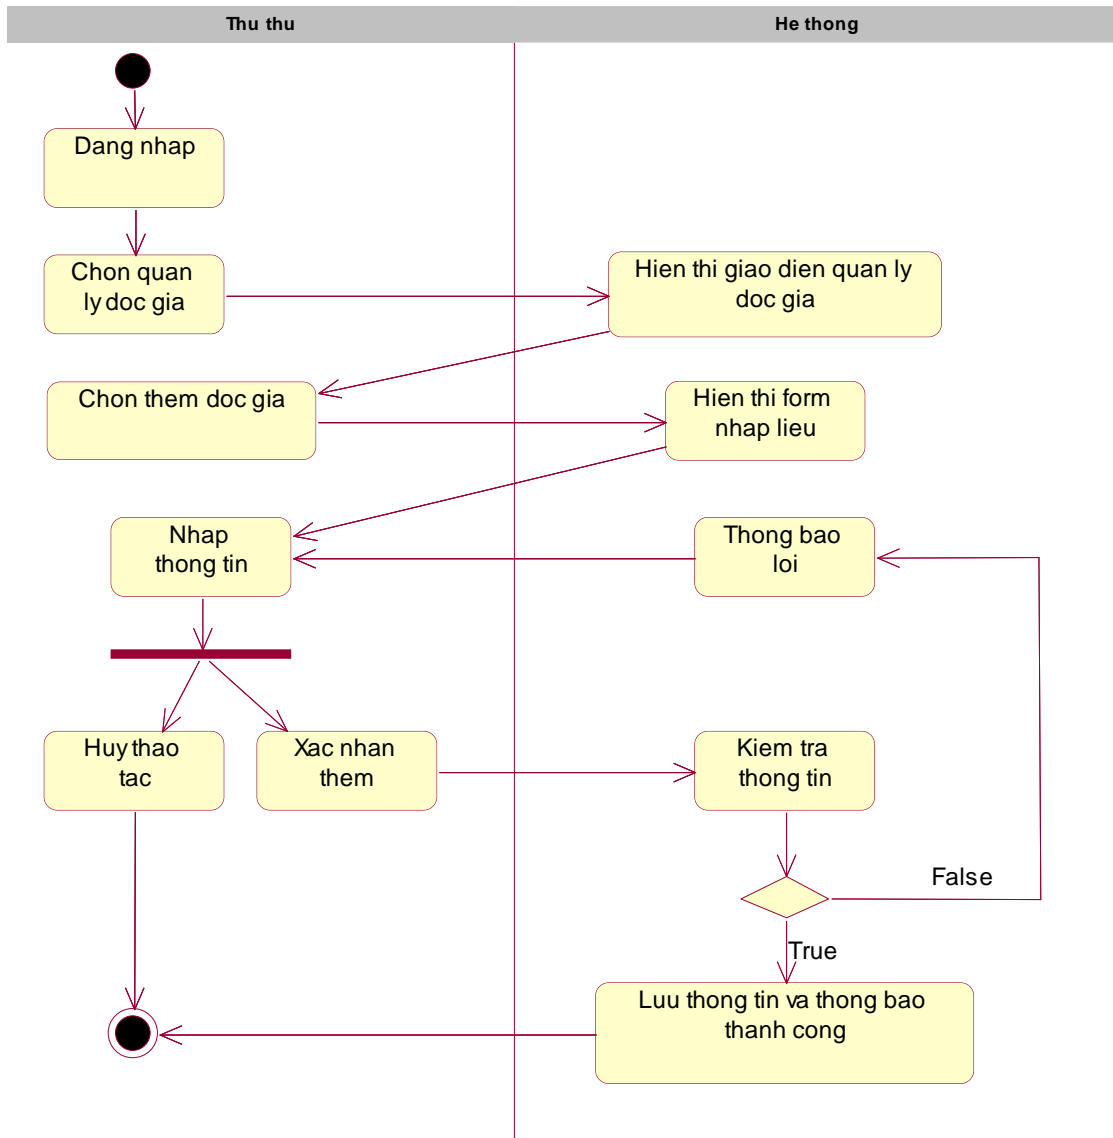 Thu thu
He thong
Dang nhap
Chon quan
ly doc gia
Hien thi giao dien quan ly
doc gia
Chon them doc gia
Hien thi form
nhap lieu
Nhap
thong tin
Thong bao
loi
Huy thao
tac
Xac nhan
them
Kiem tra
thong tin
False
True
Luu thong tin va thong bao
thanh cong